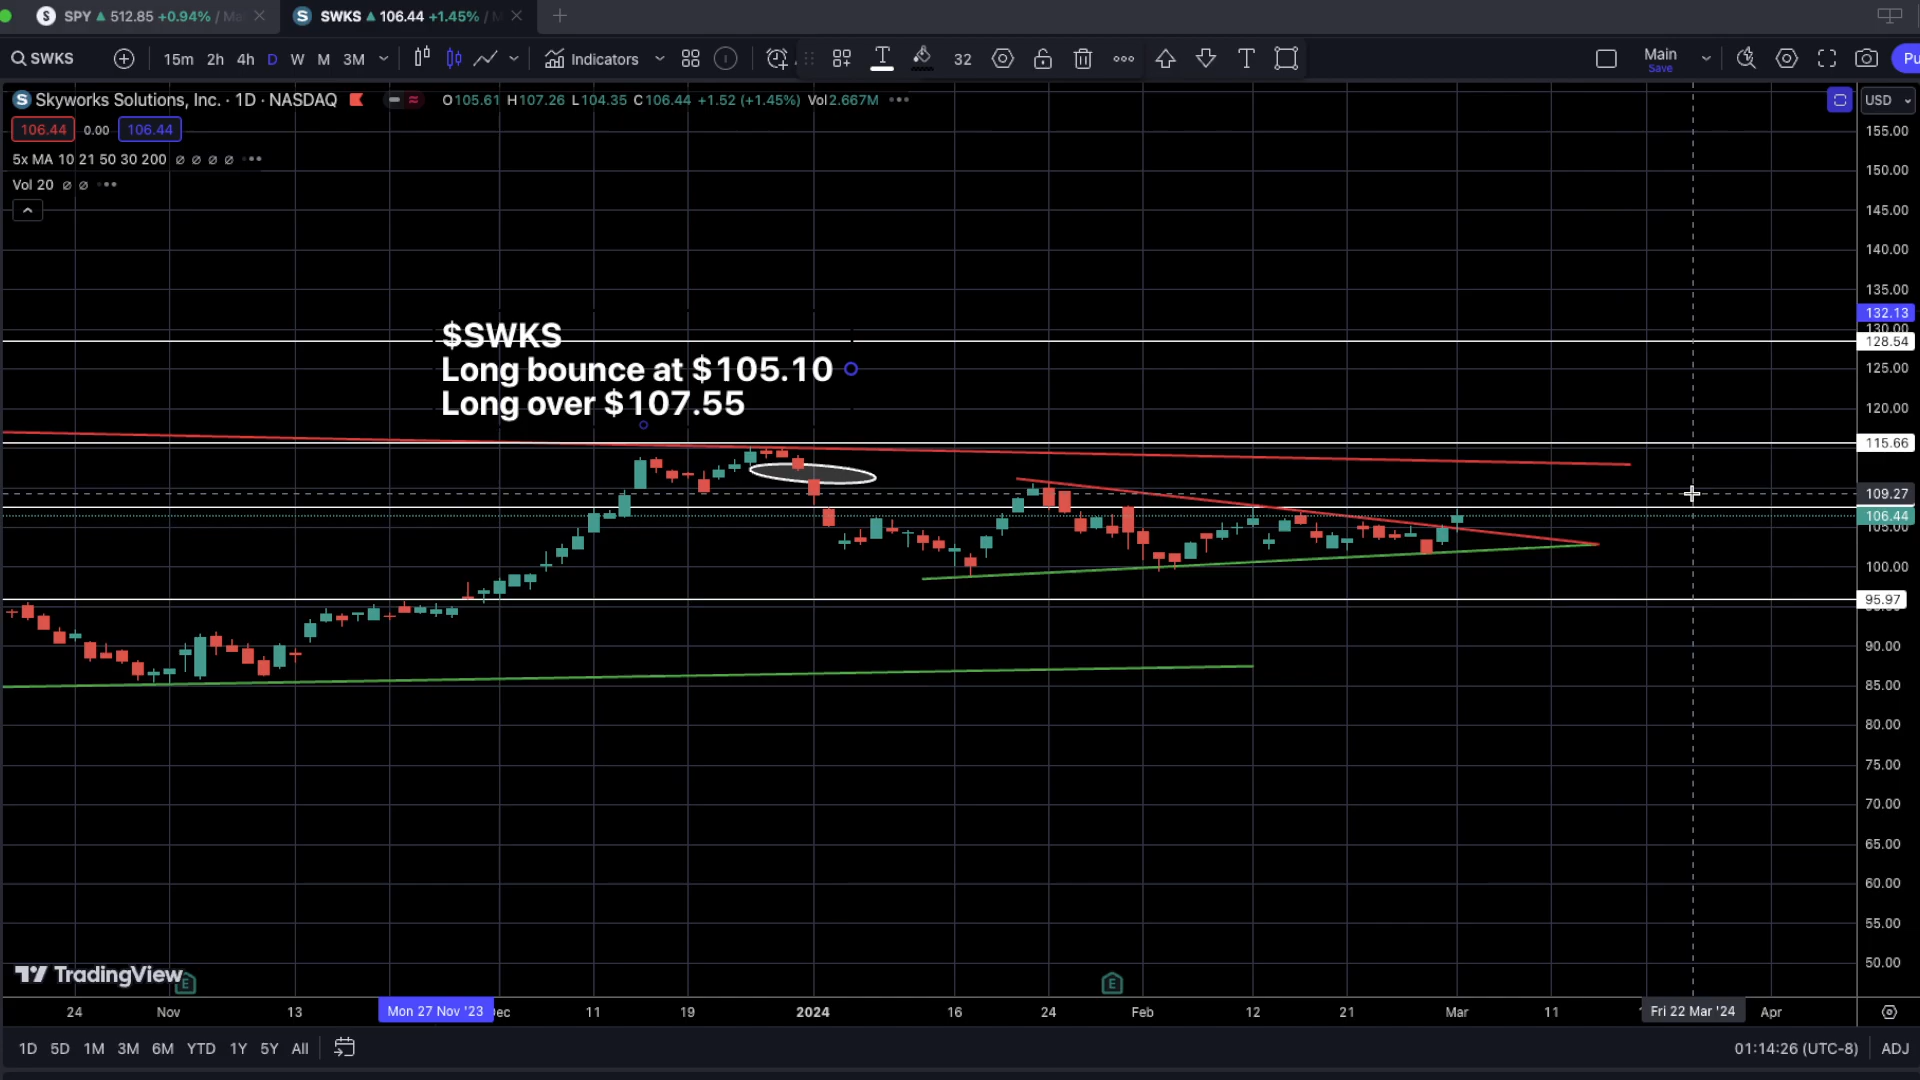 SPY ▲ 512.85 +0.94% / Ma
SWKS ▲ 106.44 +1.45% / M
SWKS
15m 2h 4h D W M 3M
Indicators
32
Main
Save
Pu
Skyworks Solutions, Inc. · 1D · NASDAQ
O105.61 H107.26 L104.35 C106.44 +1.52 (+1.45%) Vol2.667M
USD
106.44 0.00 106.44
5x MA 10 21 50 30 200
Vol 20
155.00
150.00
145.00
140.00
135.00
132.13
130.00
128.54
125.00
120.00
115.66
109.27
106.44
105.00
100.00
95.97
90.00
85.00
80.00
75.00
70.00
65.00
60.00
55.00
50.00
$SWKS
Long bounce at $105.10
Long over $107.55
TradingView
E
E
24 Nov 13 Mon 27 Nov '23 Dec 11 19 2024 16 24 Feb 12 21 Mar 11 Fri 22 Mar '24 Apr
1D 5D 1M 3M 6M YTD 1Y 5Y All
01:14:26 (UTC-8) ADJ